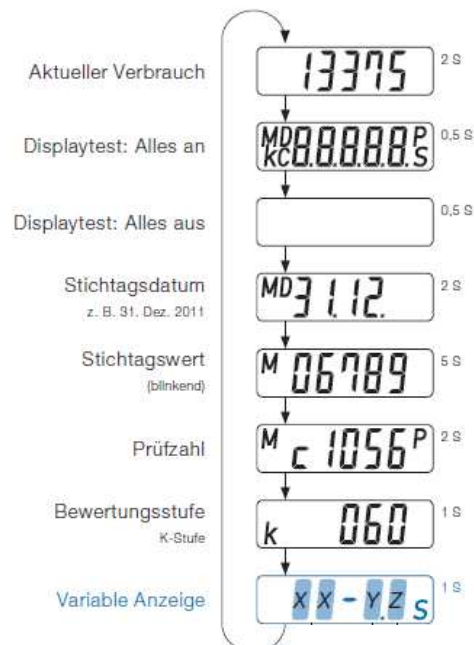 Aktueller Verbrauch 13375 2 S
Displaytest: Alles an MD KC 8.8.8.8.8. P S 0,5 S
Displaytest: Alles aus 0,5 S
Stichtagsdatum MD 31.12. 2 S
z. B. 31. Dez. 2011
Stichtagswert M 06789 5 S
(blinkend)
Prüfzahl M c 1056 P 2 S
Bewertungsstufe k 060 1 S
K-Stufe
Variable Anzeige X X - Y. Z S 1 S